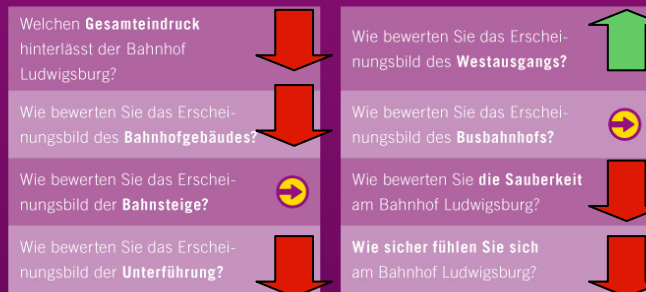 Welchen Gesamteindruck
hinterlässt der Bahnhof
Ludwigsburg?
Wie bewerten Sie das Erschei-
nungsbild des Bahnhofgebäudes?
Wie bewerten Sie das Erschei-
nungsbild der Bahnsteige?
Wie bewerten Sie das Erschei-
nungsbild der Unterführung?
Wie bewerten Sie das Erschei-
nungsbild des Westausgangs?
Wie bewerten Sie das Erschei-
nungsbild des Busbahnhofs?
Wie bewerten Sie die Sauberkeit
am Bahnhof Ludwigsburg?
Wie sicher fühlen Sie sich
am Bahnhof Ludwigsburg?